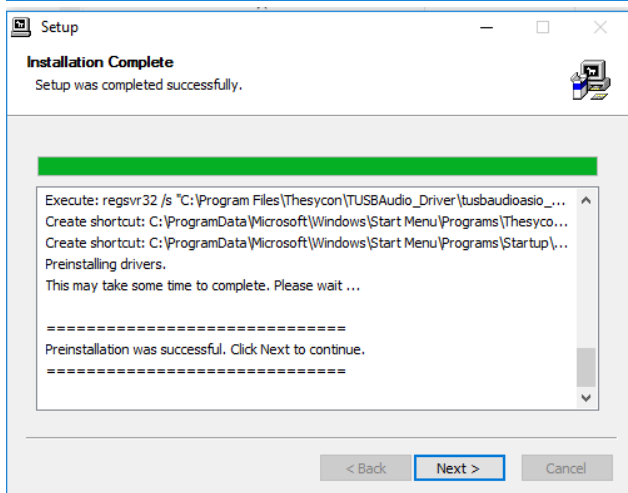 Setup
Installation Complete
Setup was completed successfully.
Execute: regsvr32 /s "C:\Program Files\Thesycon\TUSBAudio_Driver\tusbaudioasio_...
Create shortcut: C:\ProgramData\Microsoft\Windows\Start Menu\Programs\Thesyco...
Create shortcut: C:\ProgramData\Microsoft\Windows\Start Menu\Programs\Startup\...
Preinstalling drivers.
This may take some time to complete. Please wait ...
==============================
Preinstallation was successful. Click Next to continue.
==============================
< Back Next > Cancel